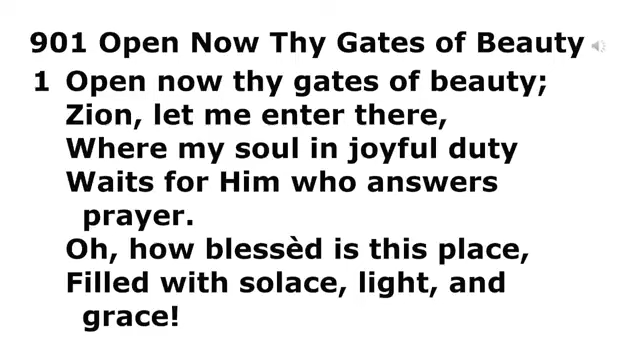 901 Open Now Thy Gates of Beauty
1 Open now thy gates of beauty;
Zion, let me enter there,
Where my soul in joyful duty
Waits for Him who answers
prayer.
Oh, how blessèd is this place,
Filled with solace, light, and
grace!